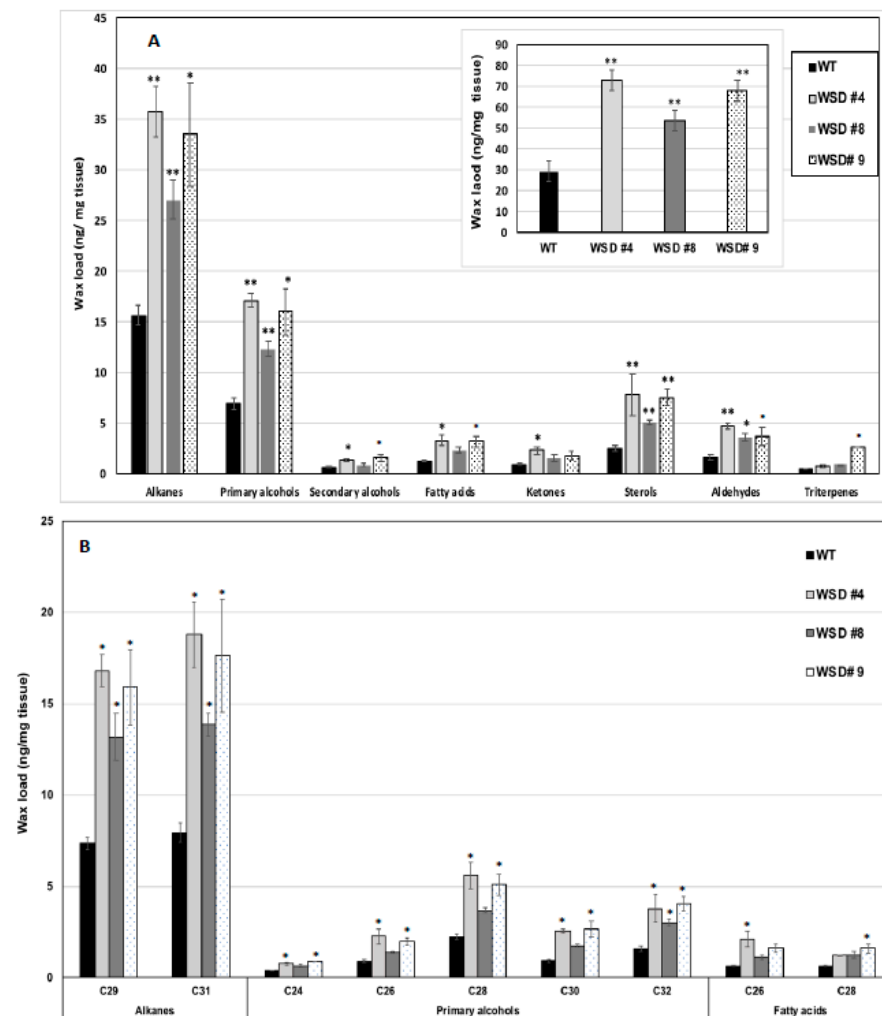 A
Wax load (ng/ mg tissue)
45
40
35
30
25
20
15
10
5
0
** *
**
** *
**
* *
* *
*
** **
**
** * *
*
Alkanes Primary alcohols Secondary alcohols Fatty acids Ketones Sterols Aldehydes Triterpenes
Wax laod (ng/mg tissue)
90
80
70
60
50
40
30
20
10
0
** ** **
WT WSD #4 WSD #8 WSD# 9
WT
WSD #4
WSD #8
WSD# 9
B
Wax load (ng/mg tissue)
25
20
15
10
5
0
* * *
* * *
* *
* *
* *
* *
* * *
*
*
WT
WSD #4
WSD #8
WSD# 9
C29 C31 C24 C26 C28 C30 C32 C26 C28
Alkanes Primary alcohols Fatty acids